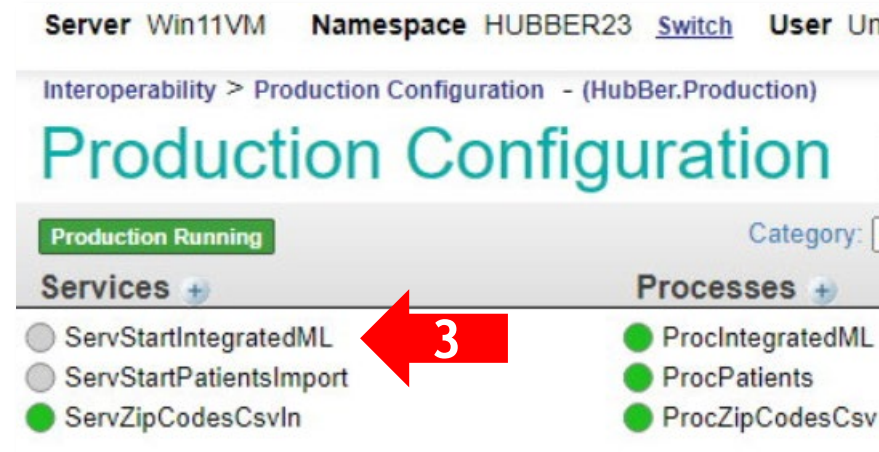 Server Win11VM Namespace HUBBER23 Switch User Un
Interoperability > Production Configuration - (HubBer.Production)
Production Configuration
Production Running Category:
Services + Processes +
ServStartIntegratedML 3 ProcIntegratedML
ServStartPatientsImport ProcPatients
ServZipCodesCsvIn ProcZipCodesCsv